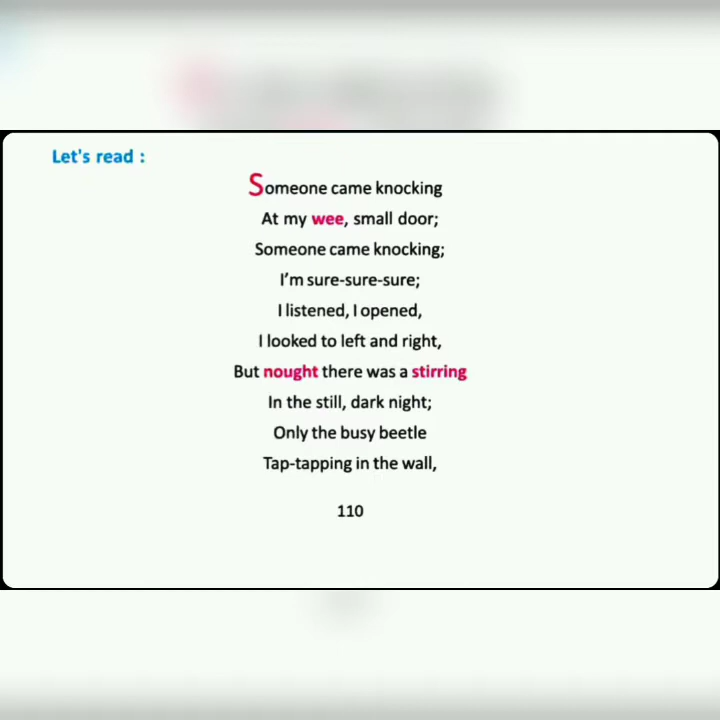 Let's read :
Someone came knocking
At my wee, small door;
Someone came knocking;
I'm sure-sure-sure;
I listened, I opened,
I looked to left and right,
But nought there was a stirring
In the still, dark night;
Only the busy beetle
Tap-tapping in the wall,
110